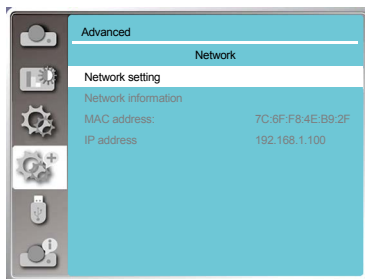 Advanced
Network
Network setting
Network information
MAC address: 7C:6F:F8:4E:B9:2F
IP address 192.168.1.100